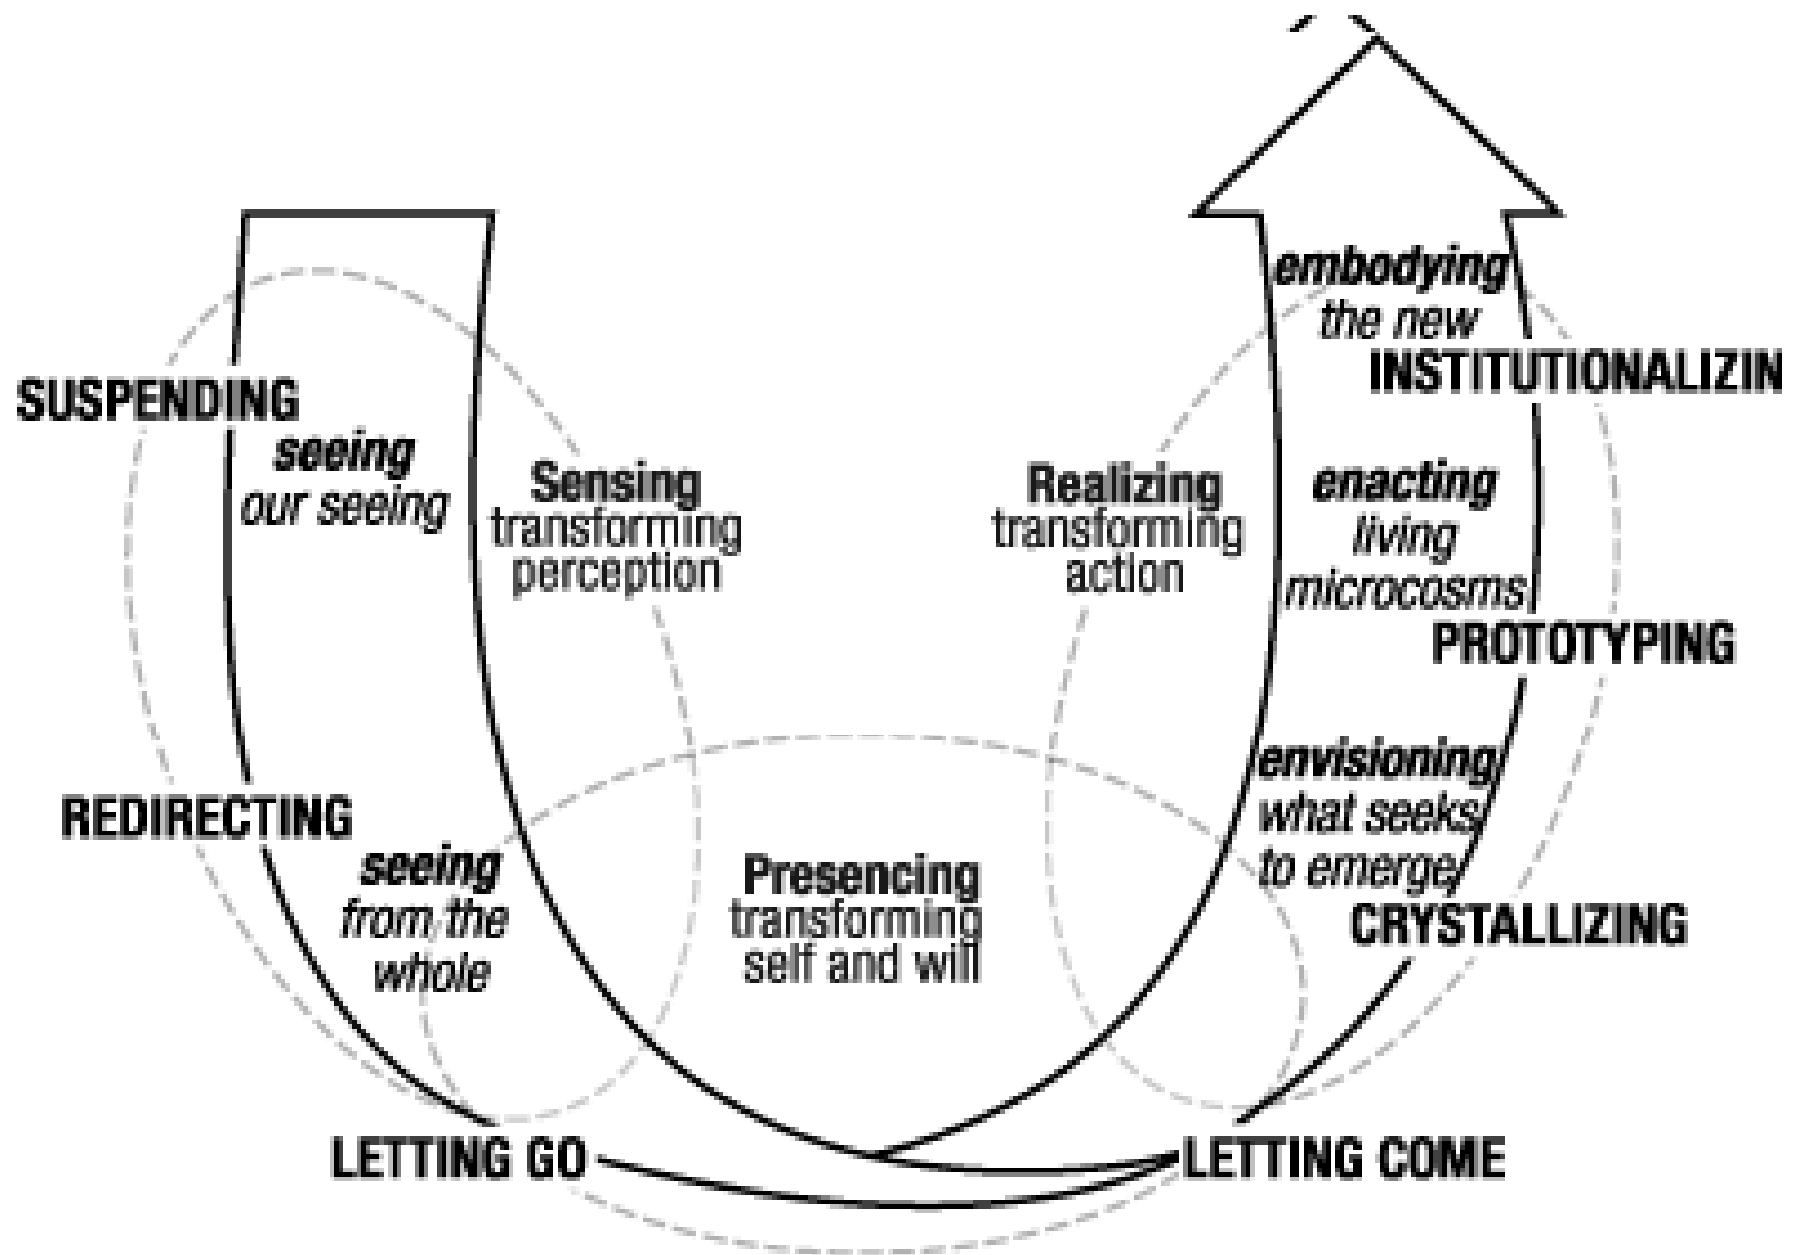 embodying
the new
INSTITUTIONALIZIN
SUSPENDING
seeing
our seeing
Sensing
transforming
perception
Realizing
transforming
action
enacting
living
microcosms
PROTOTYPING
envisioning
what seeks
to emerge
REDIRECTING
seeing
from the
whole
Presencing
transforming
self and will
CRYSTALLIZING
LETTING GO
LETTING COME